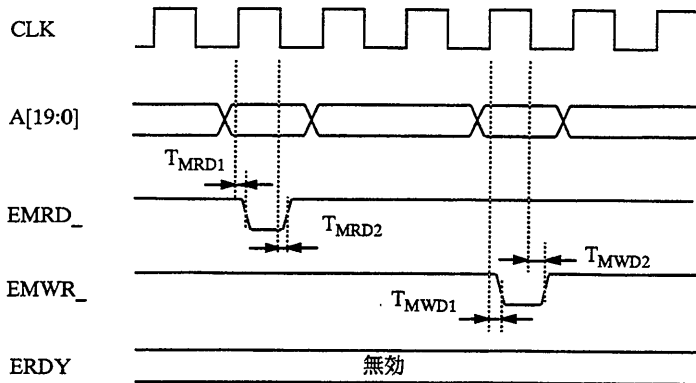 CLK
A[19:0]
TMRD1
EMRD_
TMRD2
TMWD2
EMWR_
TMWD1
ERDY
無効